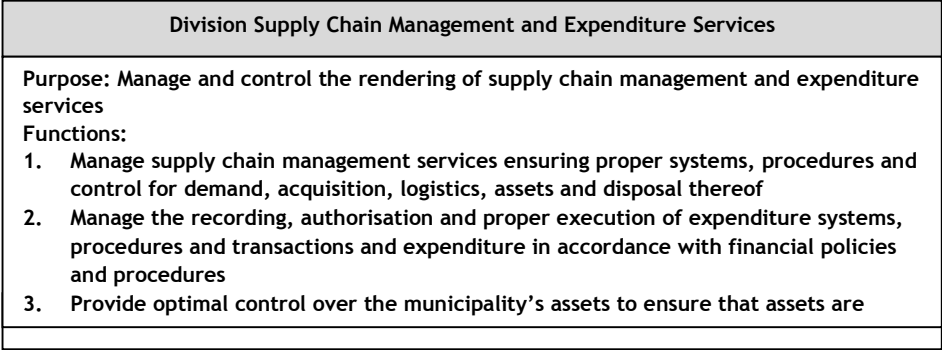 Division Supply Chain Management and Expenditure Services
Purpose: Manage and control the rendering of supply chain management and expenditure
services
Functions:
1. Manage supply chain management services ensuring proper systems, procedures and
control for demand, acquisition, logistics, assets and disposal thereof
2. Manage the recording, authorisation and proper execution of expenditure systems,
procedures and transactions and expenditure in accordance with financial policies
and procedures
3. Provide optimal control over the municipality’s assets to ensure that assets are